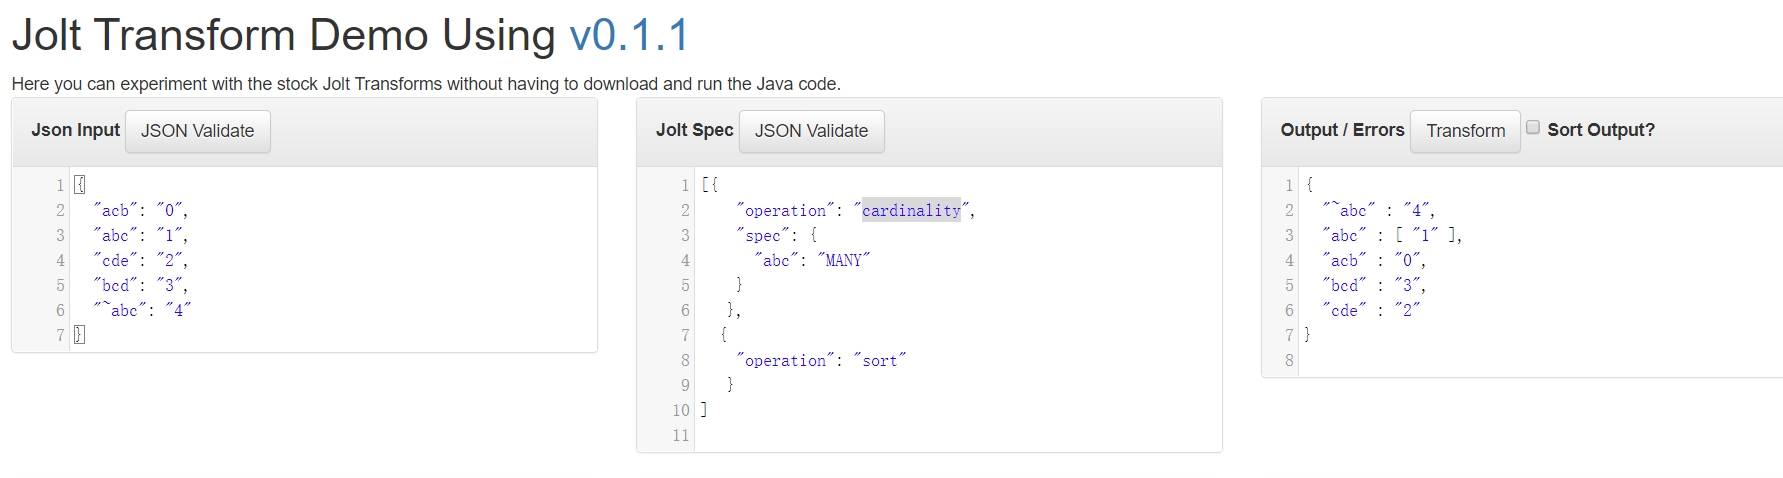 Jolt Transform Demo Using v0.1.1
Here you can experiment with the stock Jolt Transforms without having to download and run the Java code.
Json Input JSON Validate
1 {
2 "acb": "0",
3 "abc": "1",
4 "cde": "2",
5 "bcd": "3",
6 "~abc": "4"
7 }
Jolt Spec JSON Validate
1 [{
2 "operation": "cardinality",
3 "spec": {
4 "abc": "MANY"
5 }
6 },
7 {
8 "operation": "sort"
9 }
10 ]
11
Output / Errors Transform Sort Output?
1 {
2 "~abc" : "4",
3 "abc" : [ "1" ],
4 "acb" : "0",
5 "bcd" : "3",
6 "cde" : "2"
7 }
8